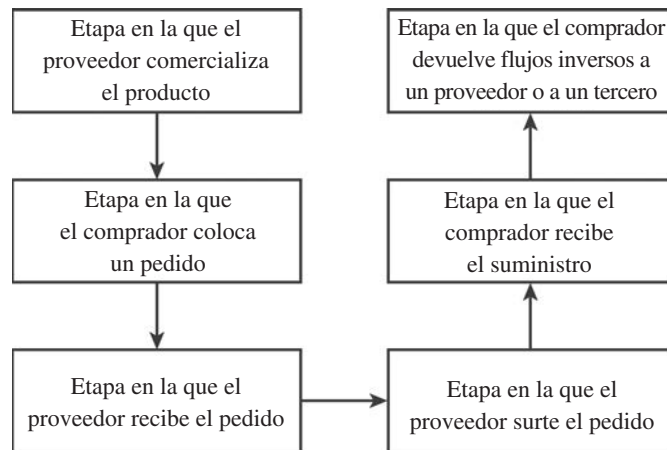 Etapa en la que el
proveedor comercializa
el producto
Etapa en la que
el comprador coloca
un pedido
Etapa en la que el
proveedor recibe el pedido
Etapa en la que el
proveedor surte el pedido
Etapa en la que el
comprador recibe
el suministro
Etapa en la que el comprador
devuelve flujos inversos a
un proveedor o a un tercero